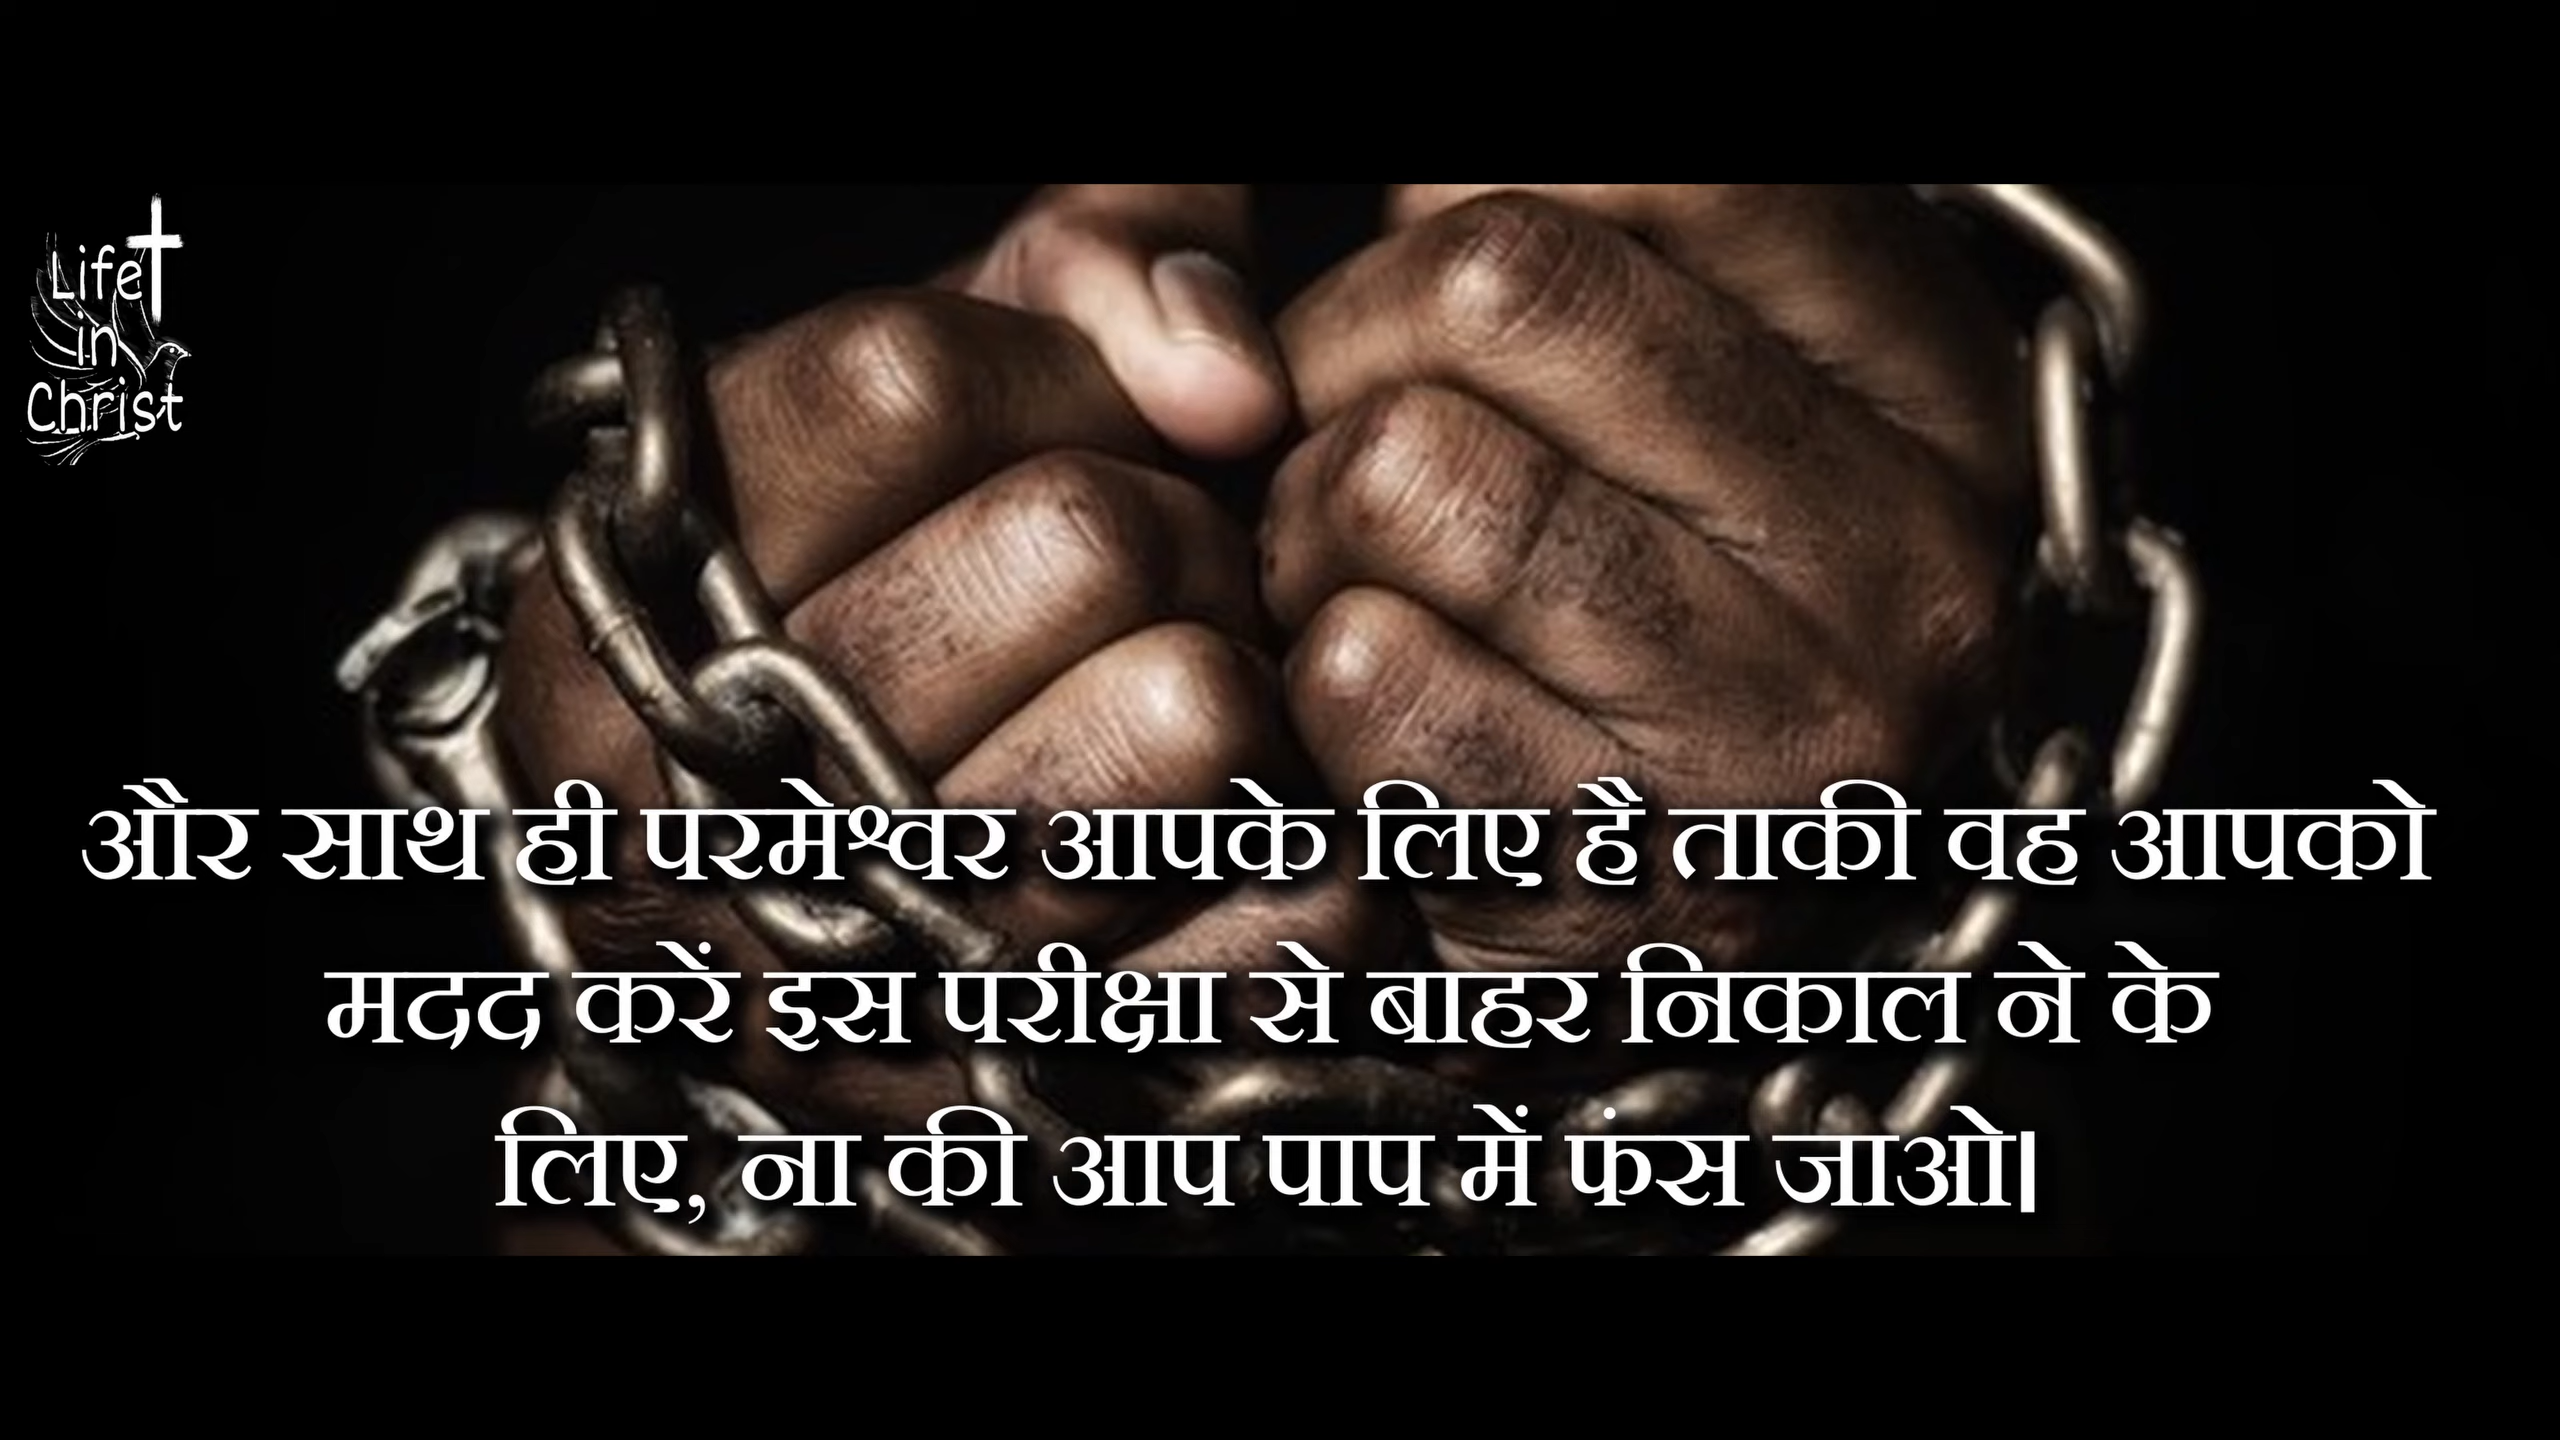 Life
in
Christ
और साथ ही परमेश्वर आपके लिए है ताकी वह आपको
मदद करें इस परीक्षा से बाहर निकाल ने के
लिए, ना की आप पाप में फंस जाओ।